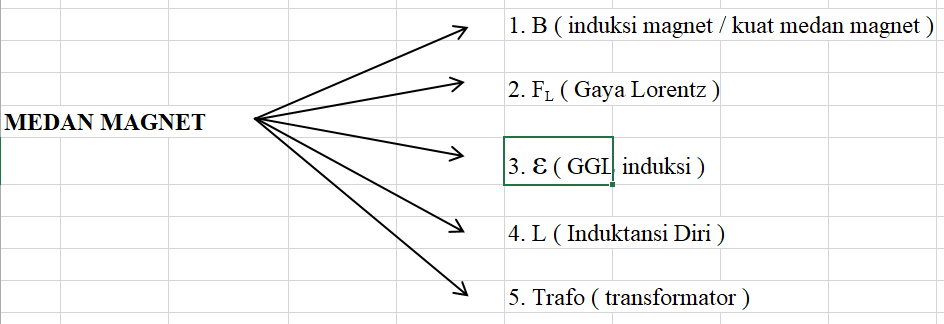 MEDAN MAGNET
1. B ( induksi magnet / kuat medan magnet )
2. FL ( Gaya Lorentz )
3. Ɛ ( GGL induksi )
4. L ( Induktansi Diri )
5. Trafo ( transformator )